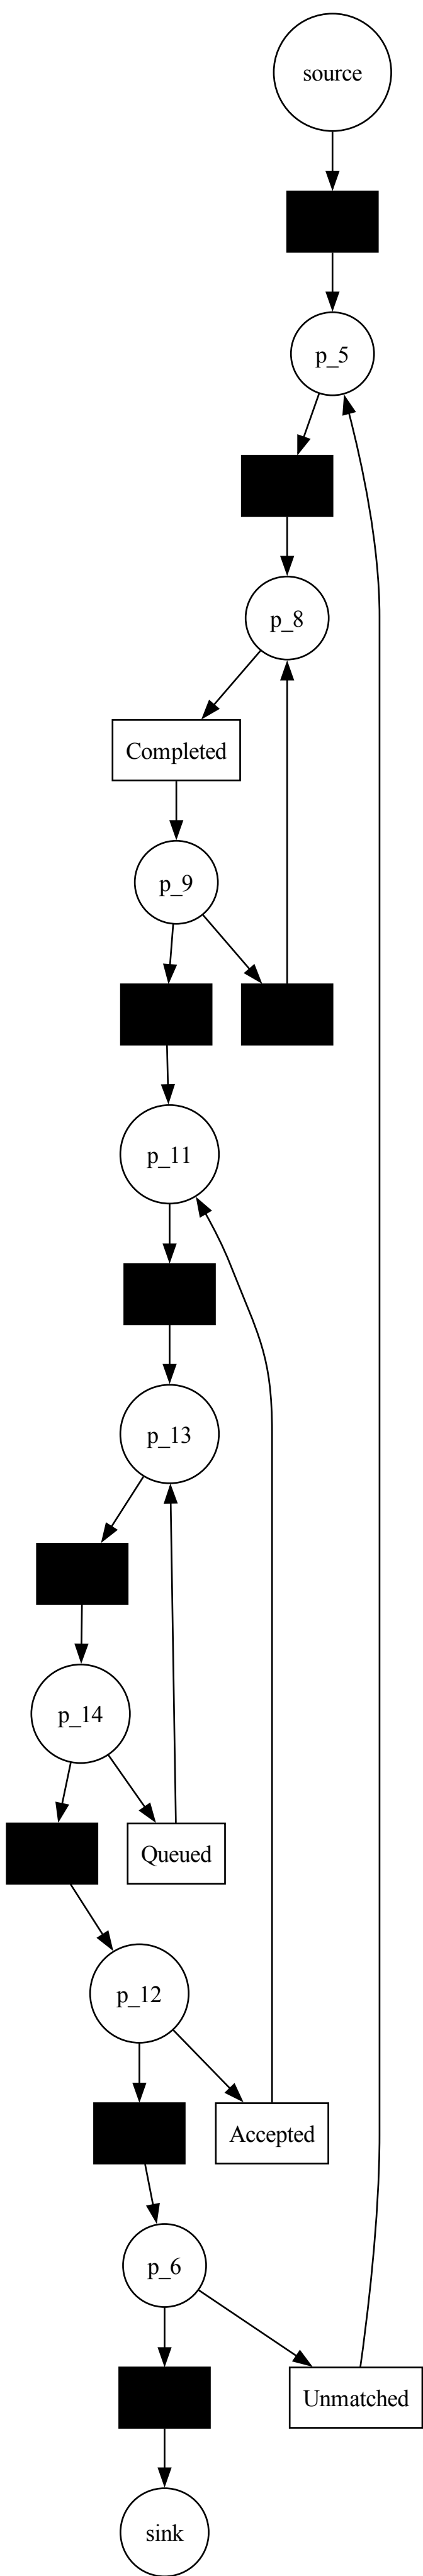 source
p_5
p_8
Completed
p_9
p_11
p_13
p_14
Queued
p_12
Accepted
p_6
Unmatched
sink